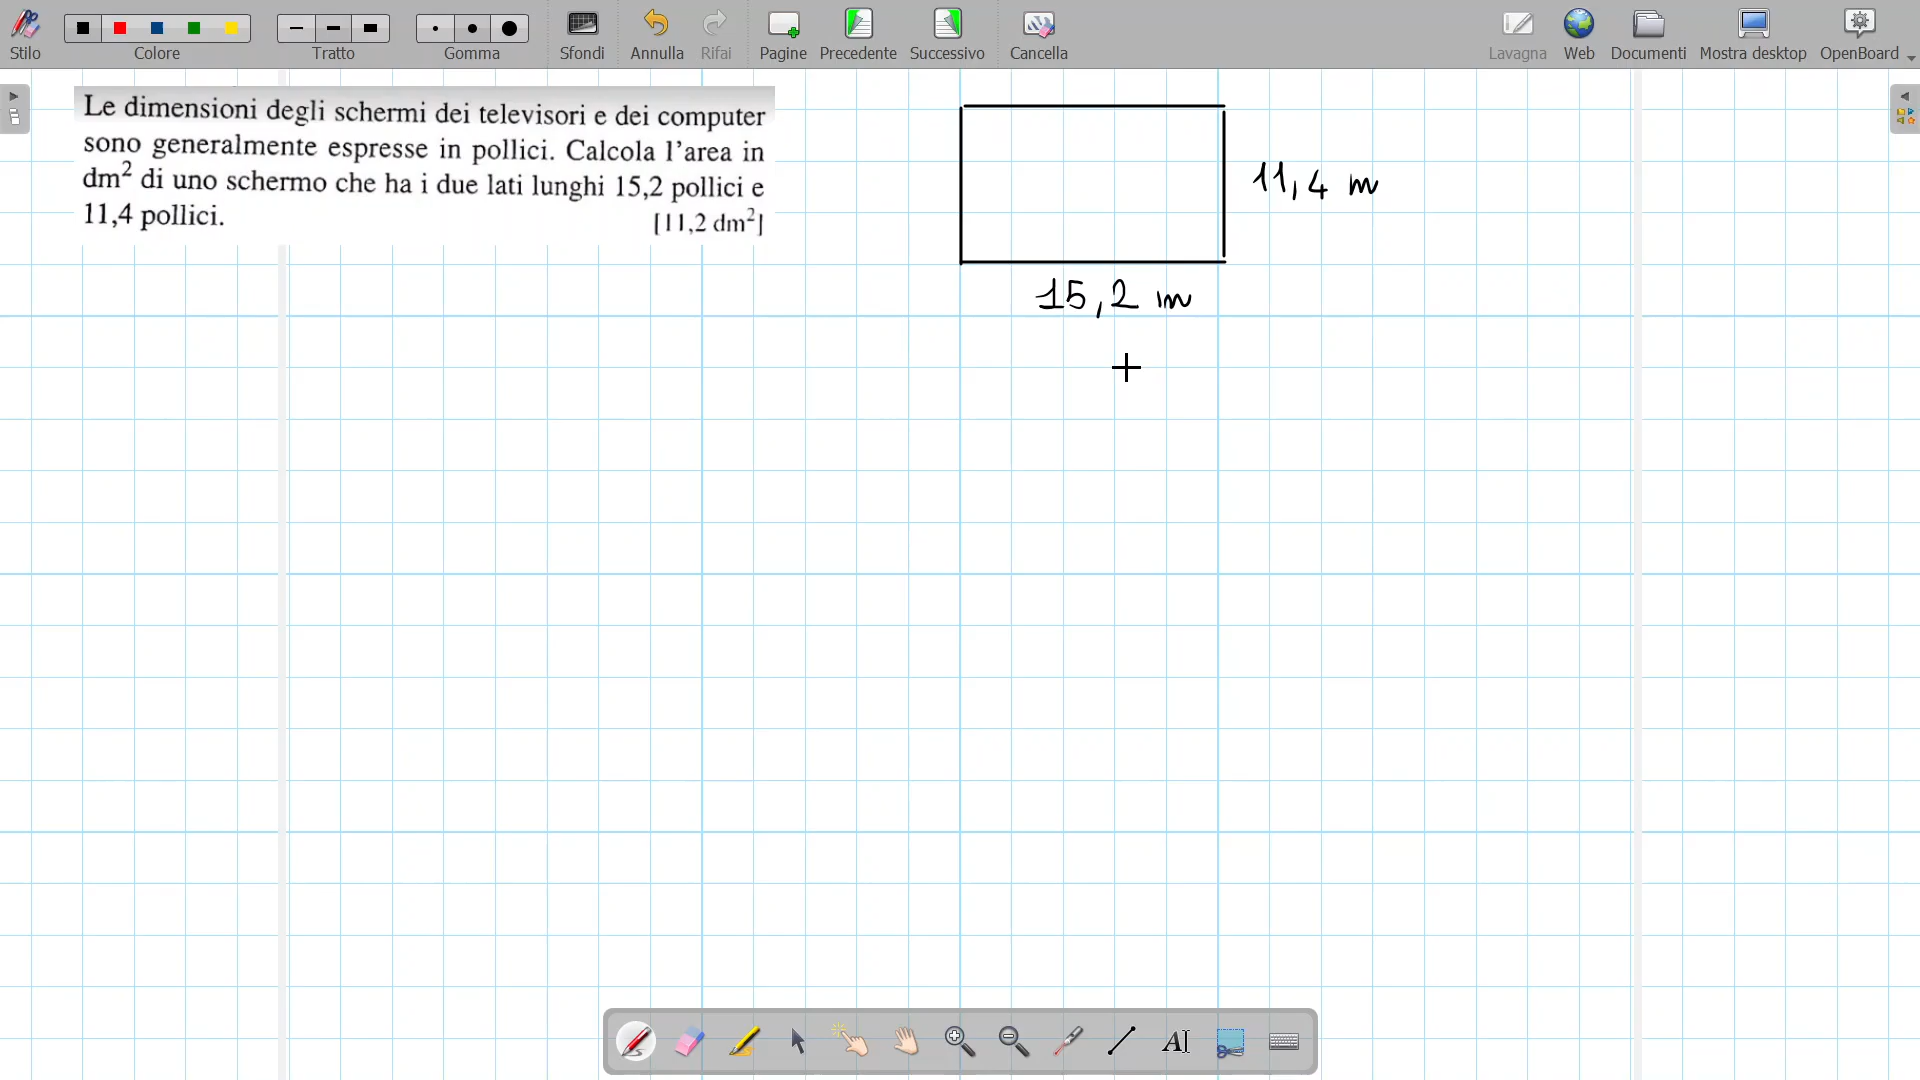 Stilo
Colore
Tratto
Gomma
Sfondi
Annulla
Rifai
Pagine
Precedente
Successivo
Cancella
Lavagna
Web
Documenti
Mostra desktop
OpenBoard
Le dimensioni degli schermi dei televisori e dei computer
sono generalmente espresse in pollici. Calcola l'area in
dm² di uno schermo che ha i due lati lunghi 15,2 pollici e
11,4 pollici. [11,2 dm²]
11,4 in
15,2 in
AI